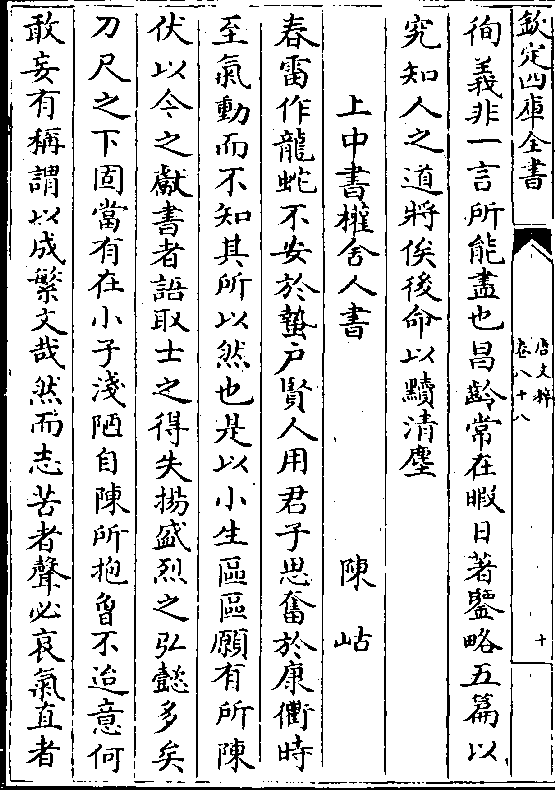 欽定四庫全書
唐文粹
卷八十八
十
徇義非一言所能盡也昌齡常在暇日著鑒略五篇以
究知人之道將俟後命以黷清塵
上中書權舍人書 陳岵
春雷作龍蛇不安於蟄户賢人用君子思奮於康衢時
至氣動而不知其所以然也是以小生區區願有所陳
伏以今之獻書者語取士之得失揚盛烈之弘懿多矣
刀尺之下固當有在小子淺陋自陳所抱曾不迨意何
敢妄有稱謂以成繁文哉然而志苦者聲必哀氣直者